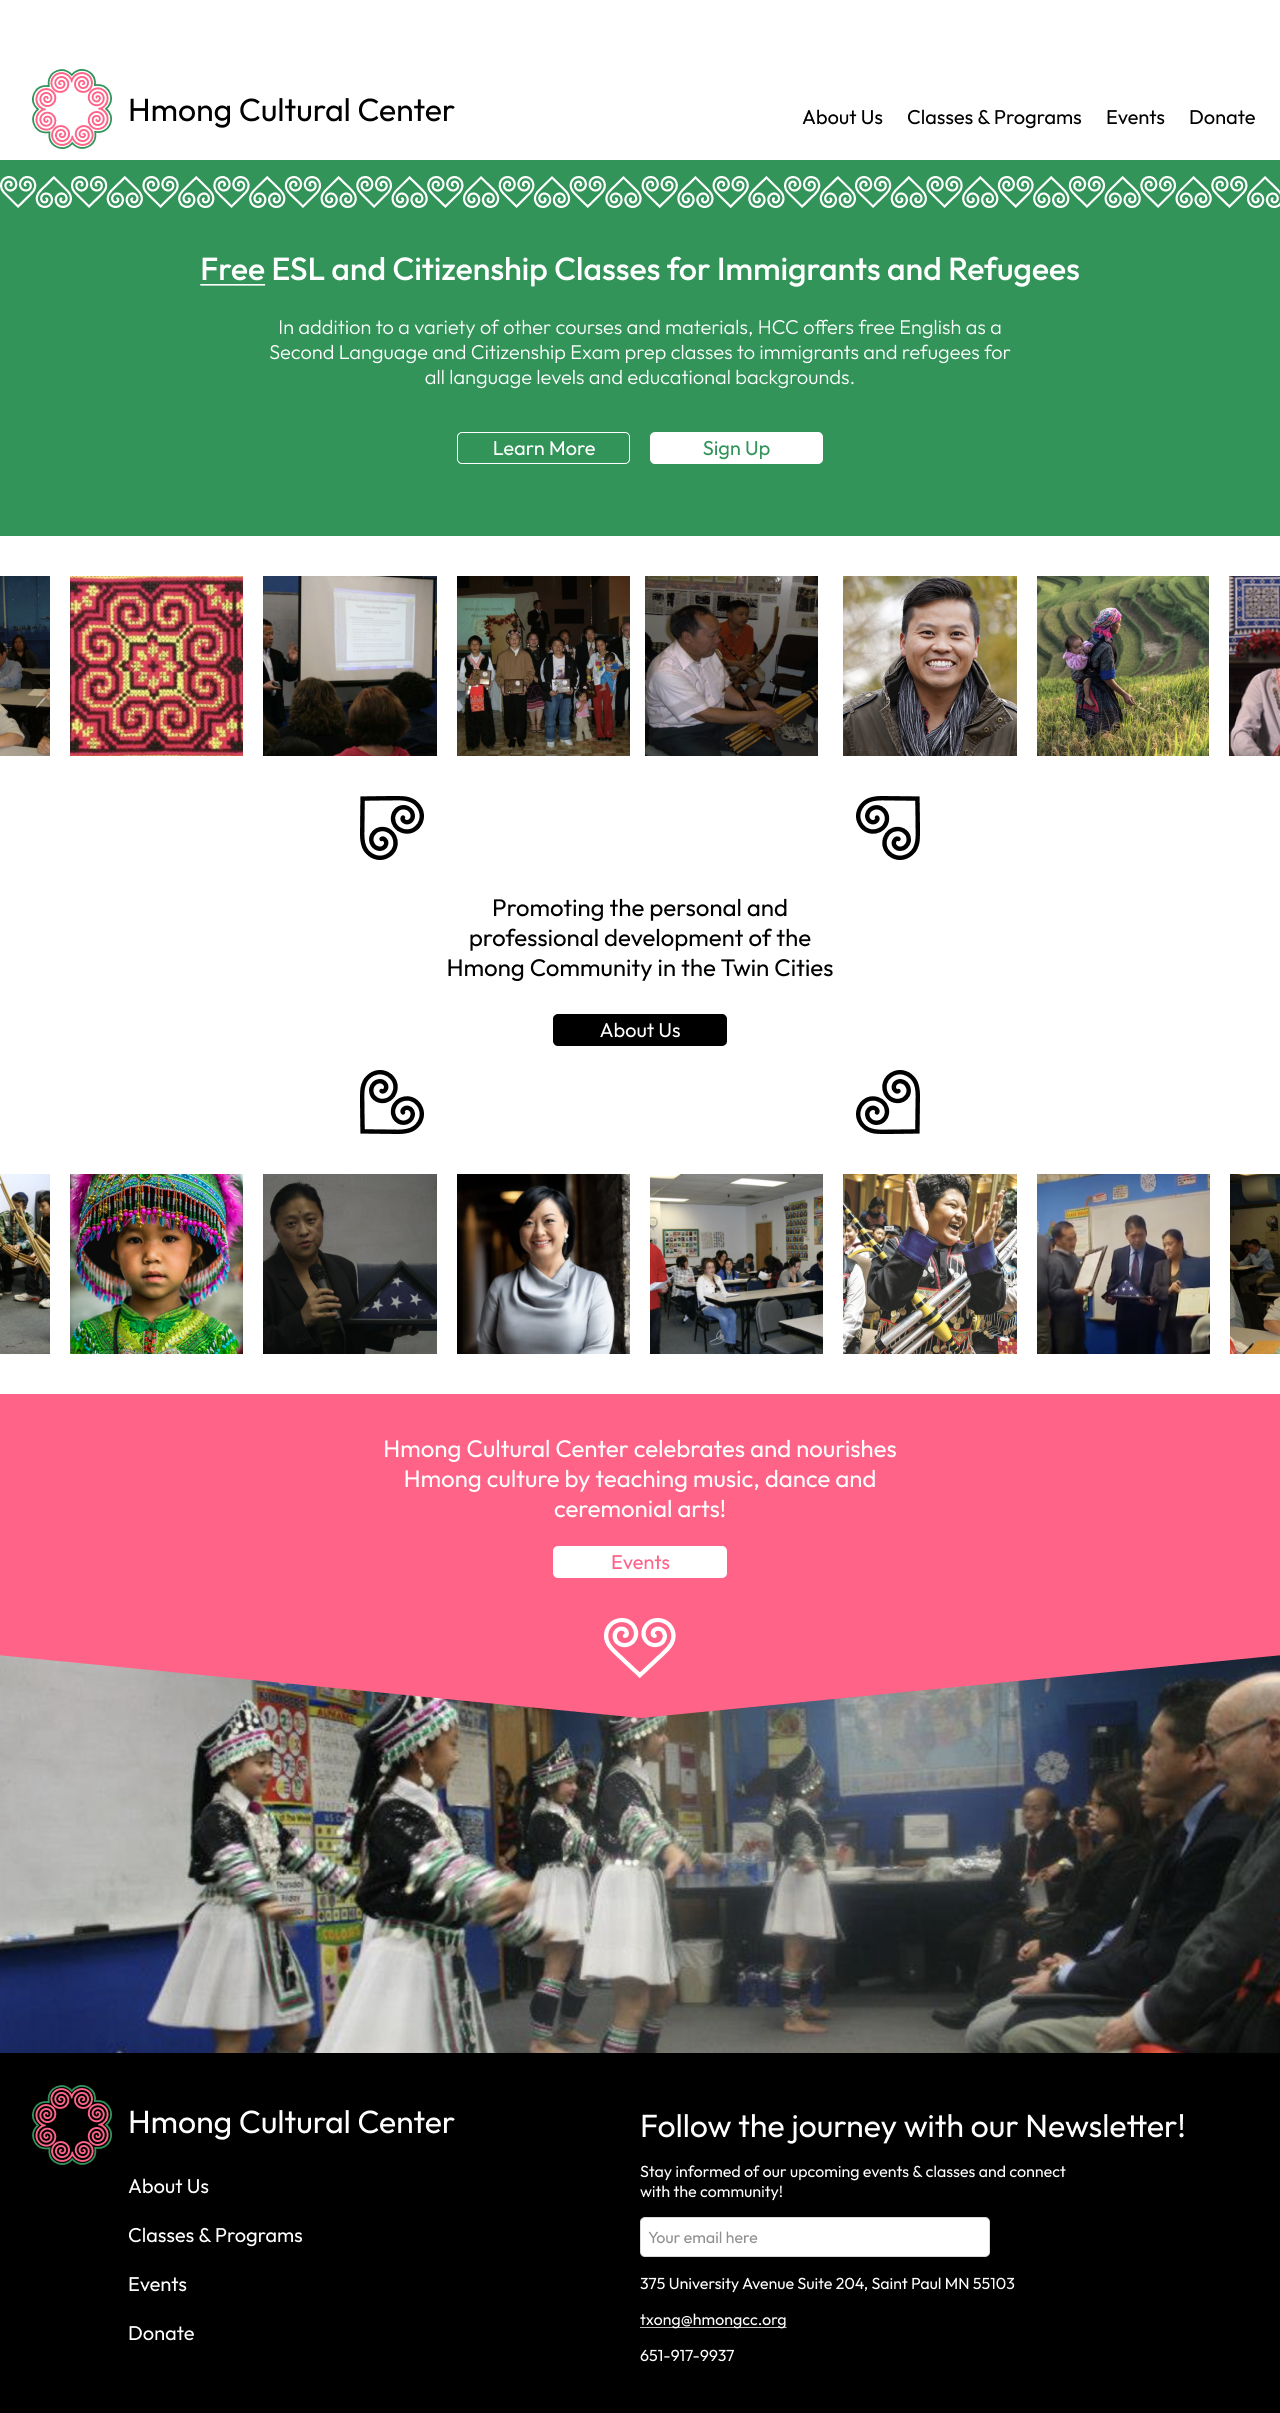 Hmong Cultural Center
About Us
Classes & Programs
Events
Donate
Free ESL and Citizenship Classes for Immigrants and Refugees
In addition to a variety of other courses and materials, HCC offers free English as a
Second Language and Citizenship Exam prep classes to immigrants and refugees for
all language levels and educational backgrounds.
Learn More
Sign Up
Promoting the personal and
professional development of the
Hmong Community in the Twin Cities
About Us
Hmong Cultural Center celebrates and nourishes
Hmong culture by teaching music, dance and
ceremonial arts!
Events
NUMBERS
ALPHABET
Hmong Cultural Center
About Us
Classes & Programs
Events
Donate
Follow the journey with our Newsletter!
Stay informed of our upcoming events & classes and connect
with the community!
Your email here
375 University Avenue Suite 204, Saint Paul MN 55103
txong@hmongcc.org
651-917-9937